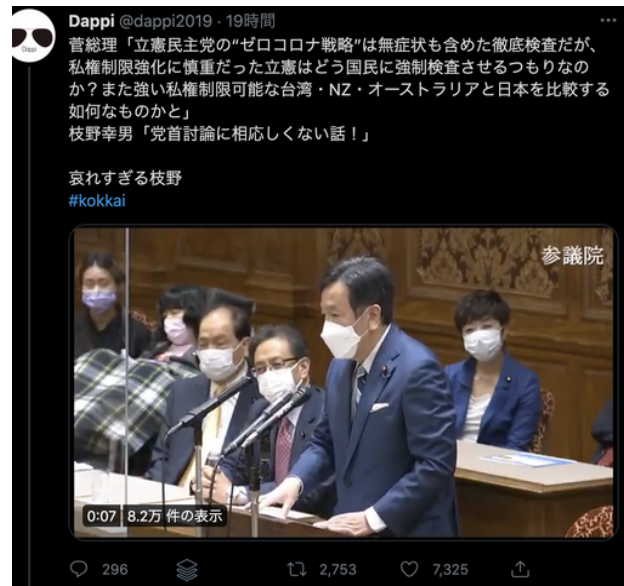 Dappi @dappi2019・19時間
菅総理「立憲民主党の“ゼロコロナ戦略”は無症状も含めた徹底検査だが、
私権制限強化に慎重だった立憲はどう国民に強制検査させるつもりなの
か？また強い私権制限可能な台湾・NZ・オーストラリアと日本を比較する
如何なものかと」
枝野幸男「党首討論に相応しくない話！」
哀れすぎる枝野
#kokkai
参議院
0:07 8.2万 件の表示
296 2,753 7,325